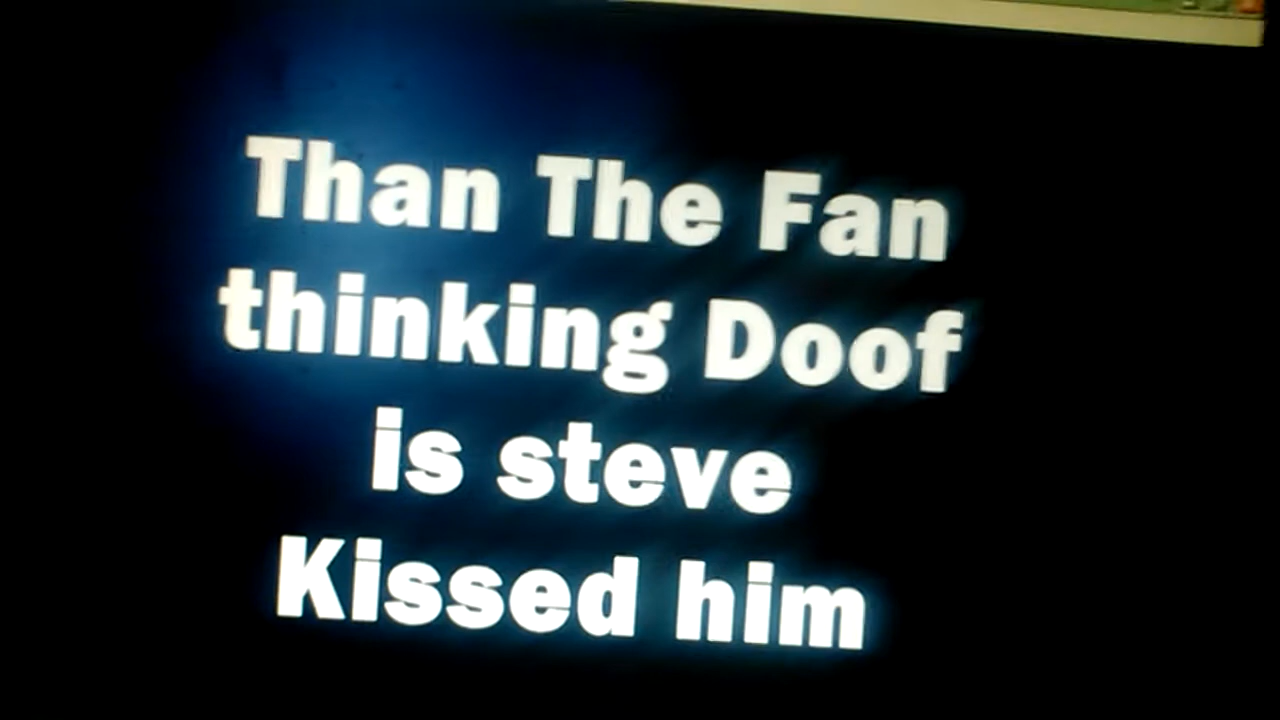 Than The Fan
thinking Doof
is steve
Kissed him